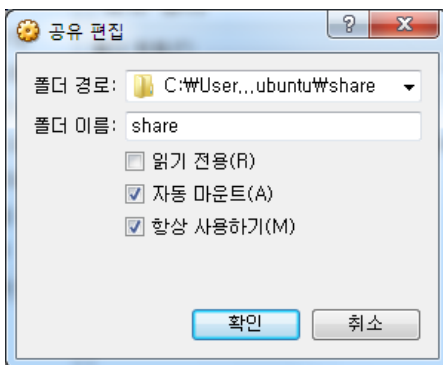 공유 편집
폴더 경로: C:₩User,,,ubuntu₩share
폴더 이름: share
읽기 전용(R)
자동 마운트(A)
항상 사용하기(M)
확인 취소